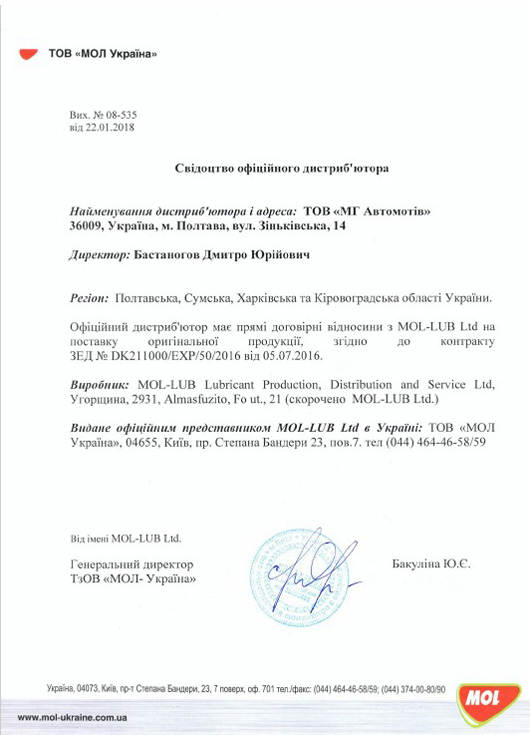 ТОВ «МОЛ Україна»
Вих. № 08-535
від 22.01.2018
Свідоцтво офіційного дистриб'ютора
Найменування дистриб'ютора і адреса: ТОВ «МГ Автомотів»
36009, Україна, м. Полтава, вул. Зіньківська, 14
Директор: Бастаногов Дмитро Юрійович
Регіон: Полтавська, Сумська, Харківська та Кіровоградська області України.
Офіційний дистриб'ютор має прямі договірні відносини з MOL-LUB Ltd на
поставку оригінальної продукції, згідно до контракту
ЗЕД № DK211000/EXP/50/2016 від 05.07.2016.
Виробник: MOL-LUB Lubricant Production, Distribution and Service Ltd,
Угорщина, 2931, Almasfuzito, Fo ut., 21 (скорочено MOL-LUB Ltd.)
Видане офіційним представником MOL-LUB Ltd в Україні: ТОВ «МОЛ
Україна», 04655, Київ, пр. Степана Бандери 23, пов.7. тел (044) 464-46-58/59
Від імені MOL-LUB Ltd.
Генеральний директор
ТзОВ «МОЛ- Україна»
Бакуліна Ю.Є.
Україна, 04073, Київ, пр-т Степана Бандери, 23, 7 поверх, оф. 701 тел./факс: (044) 464-46-58/59; (044) 374-00-80/90
MOL
www.mol-ukraine.com.ua